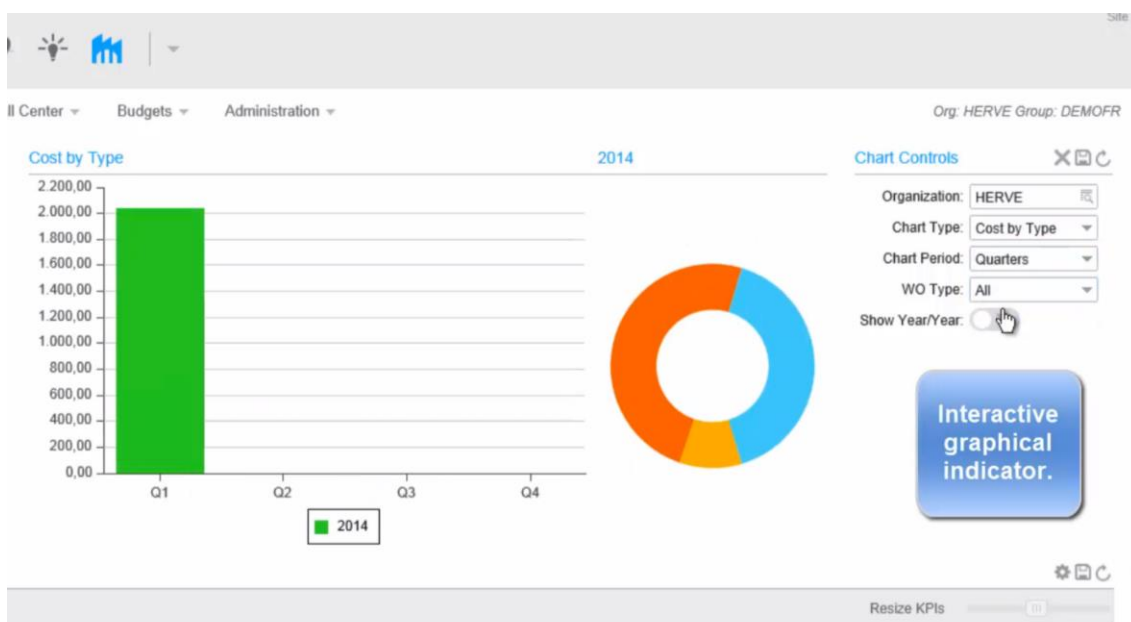 Site
ll Center
Budgets
Administration
Org: HERVE Group: DEMOFR
Cost by Type
2.200,00
2.000,00
1.800,00
1.600,00
1.400,00
1.200,00
1.000,00
800,00
600,00
400,00
200,00
0,00
Q1
Q2
Q3
Q4
2014
2014
Chart Controls
Organization: HERVE
Chart Type: Cost by Type
Chart Period: Quarters
WO Type: All
Show Year/Year:
Interactive
graphical
indicator.
Resize KPIs